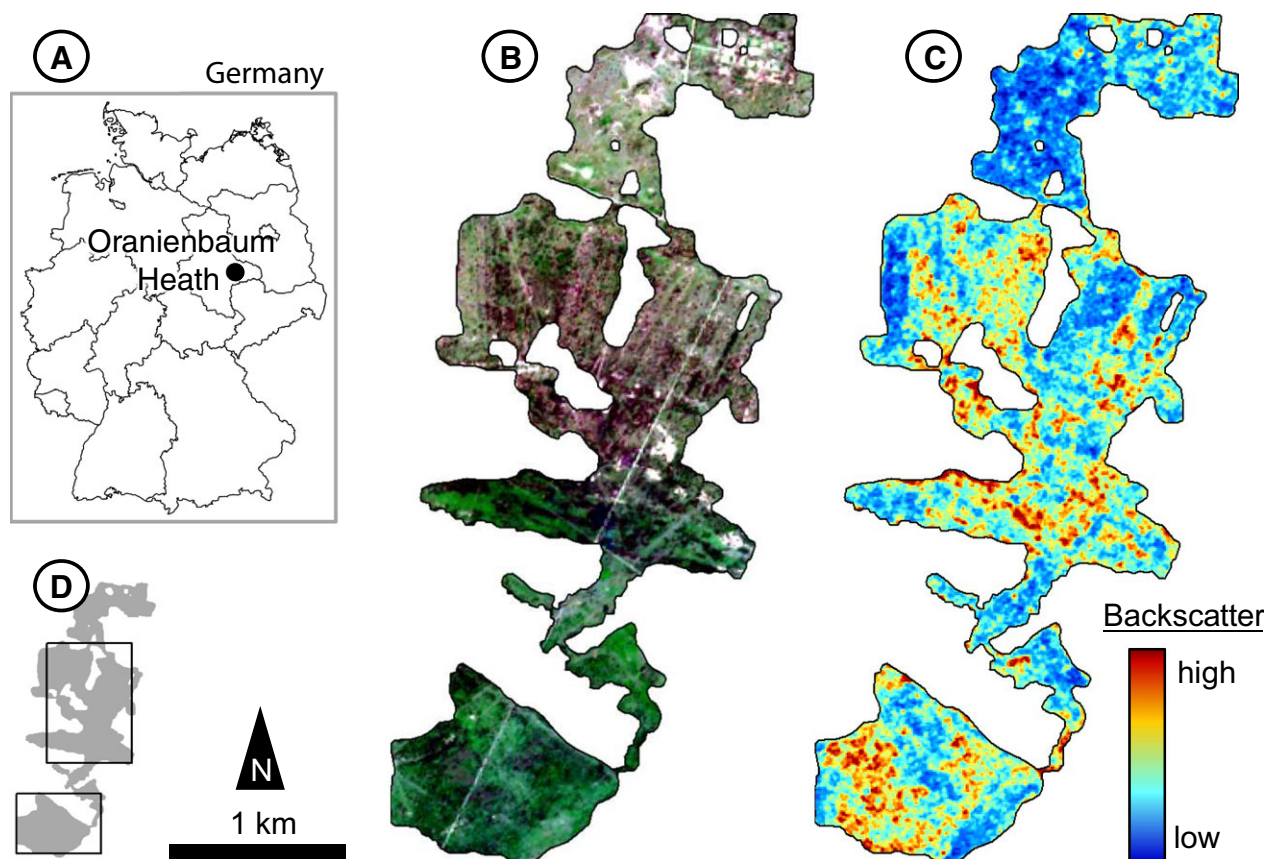 A
Germany
Oranienbaum
Heath
B
C
D
N
1 km
Backscatter
high
low